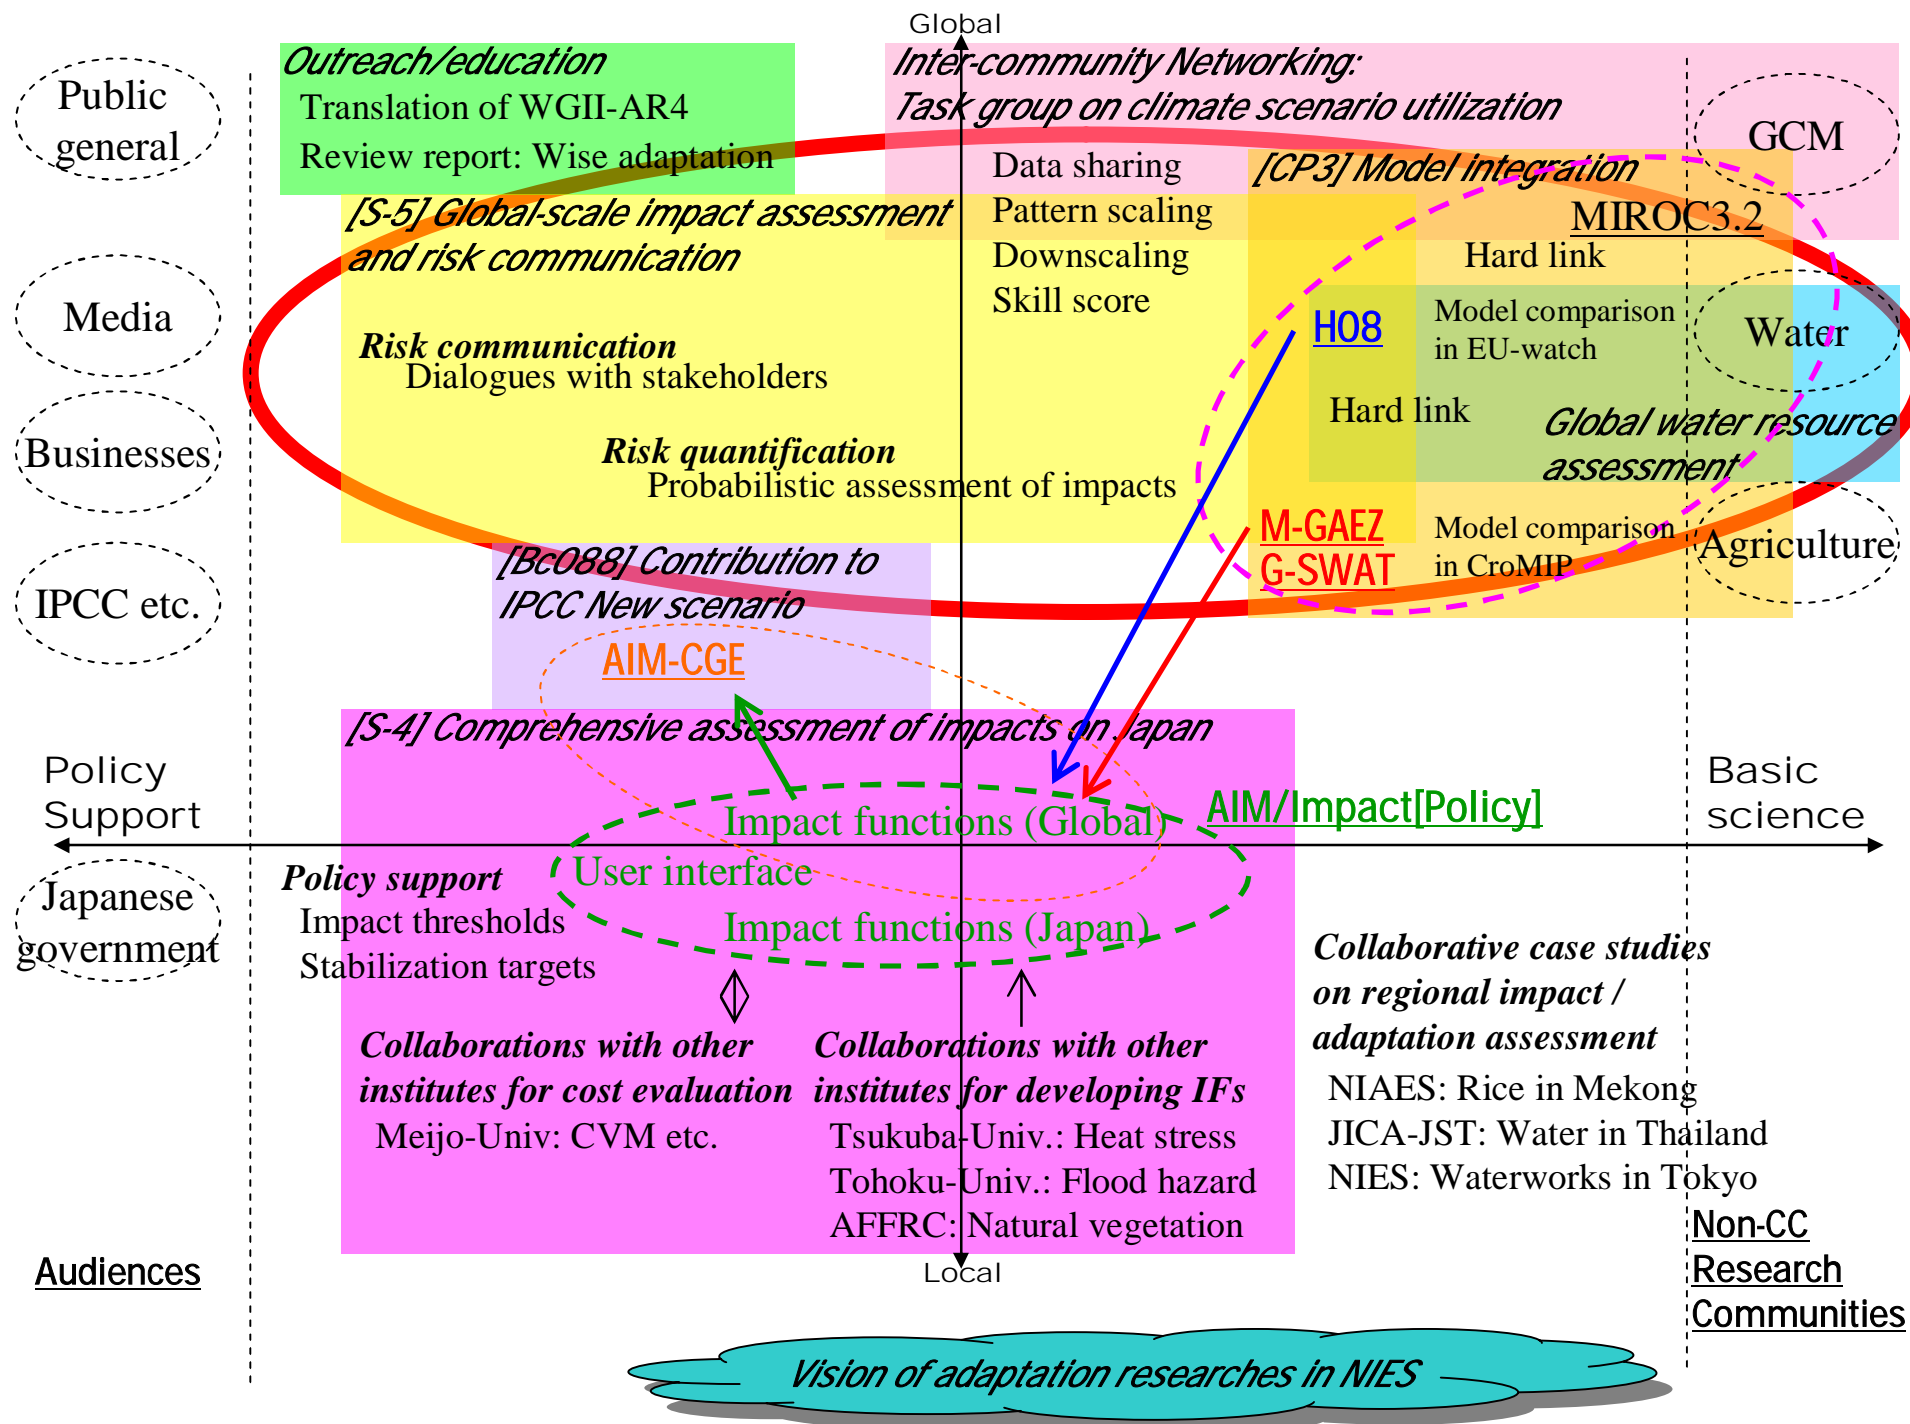 Global
Outreach/education
Translation of WGII-AR4
Review report: Wise adaptation
Inter-community Networking:
Task group on climate scenario utilization
Data sharing
Pattern scaling
Downscaling
Skill score
[CP3] Model integration
MIROC3.2
Hard link
Public
general
Media
Businesses
IPCC etc.
GCM
Water
Agriculture
[S-5] Global-scale impact assessment
and risk communication
Risk communication
Dialogues with stakeholders
Risk quantification
Probabilistic assessment of impacts
H08
Model comparison
in EU-watch
Hard link
Global water resource
assessment
M-GAEZ
G-SWAT
Model comparison
in CroMIP
[Bc088] Contribution to
IPCC New scenario
AIM-CGE
[S-4] Comprehensive assessment of impacts on Japan
Policy
Support
Basic
science
Impact functions (Global)
AIM/Impact[Policy]
User interface
Impact functions (Japan)
Japanese
government
Policy support
Impact thresholds
Stabilization targets
Collaborations with other
institutes for cost evaluation
Meijo-Univ: CVM etc.
Collaborations with other
institutes for developing IFs
Tsukuba-Univ.: Heat stress
Tohoku-Univ.: Flood hazard
AFFRC: Natural vegetation
Collaborative case studies
on regional impact /
adaptation assessment
NIAES: Rice in Mekong
JICA-JST: Water in Thailand
NIES: Waterworks in Tokyo
Audiences
Local
Non-CC
Research
Communities
Vision of adaptation researches in NIES